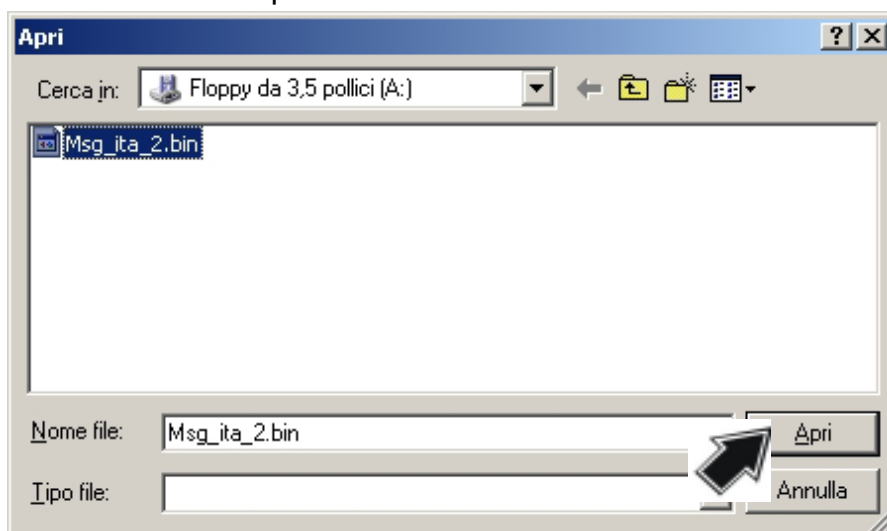 Apri
Cerca in: Floppy da 3,5 pollici (A:)
Msg_ita_2.bin
Nome file: Msg_ita_2.bin Apri
Tipo file: Annulla